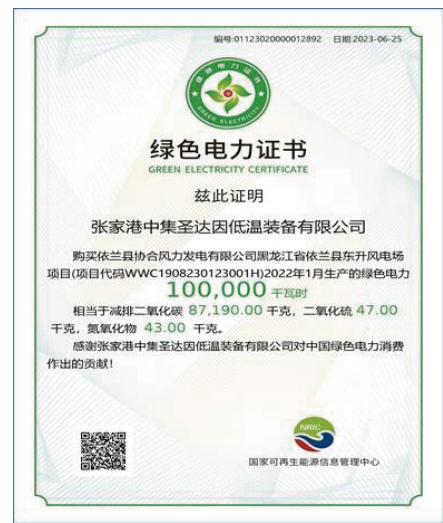 编号:01123020000012892 日期:2023-06-25
绿色电力证书
GREEN ELECTRICITY
绿色电力证书
GREEN ELECTRICITY CERTIFICATE
兹此证明
张家港中集圣达因低温装备有限公司
购买依兰县协合风力发电有限公司黑龙江省依兰县东升风电场
项目(项目代码WWC1908230123001H)2022年1月生产的绿色电力
100,000 千瓦时
相当于减排二氧化碳 87,190.00 千克，二氧化硫 47.00
千克，氮氧化物 43.00 千克。
感谢张家港中集圣达因低温装备有限公司对中国绿色电力消费
作出的贡献!
NRIC
国家可再生能源信息管理中心